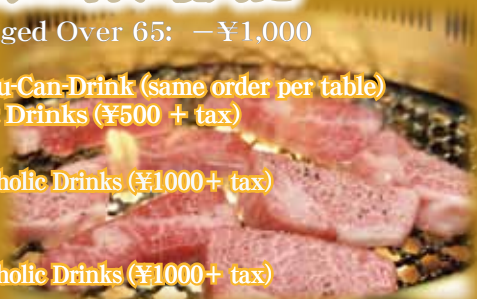 ged Over 65: －¥1,000
u-Can-Drink (same order per table)
Drinks (¥500 + tax)
holic Drinks (¥1000+ tax)
holic Drinks (¥1000+ tax)